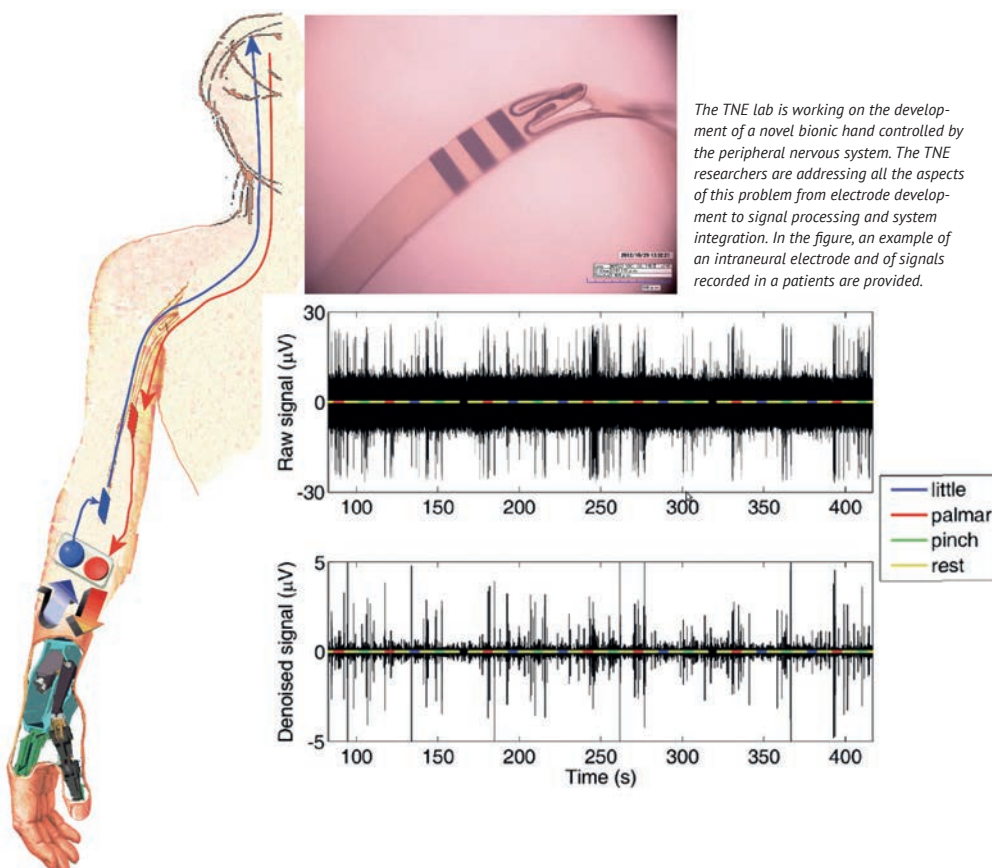 The TNE lab is working on the develop-
ment of a novel bionic hand controlled by
the peripheral nervous system. The TNE
researchers are addressing all the aspects
of this problem from electrode develop-
ment to signal processing and system
integration. In the figure, an example of
an intraneural electrode and of signals
recorded in a patients are provided.
30
0
-30
Raw signal (μV)
100 150 200 250 300 350 400
little
palmar
pinch
rest
5
0
-5
Denoised signal (μV)
100 150 200 250 300 350 400
Time (s)